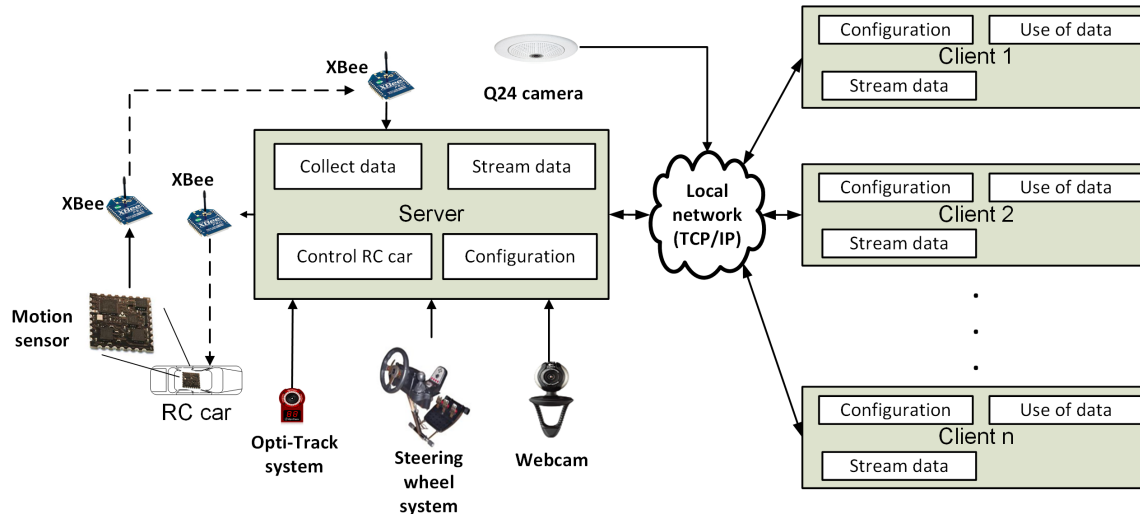 XBee
Q24 camera
XBee
XBee
Motion
sensor
RC car
Collect data
Stream data
Server
Control RC car
Configuration
Opti-Track
system
Steering
wheel
system
Webcam
Local
network
(TCP/IP)
Configuration
Use of data
Client 1
Stream data
Configuration
Use of data
Client 2
Stream data
.
.
.
Configuration
Use of data
Client n
Stream data